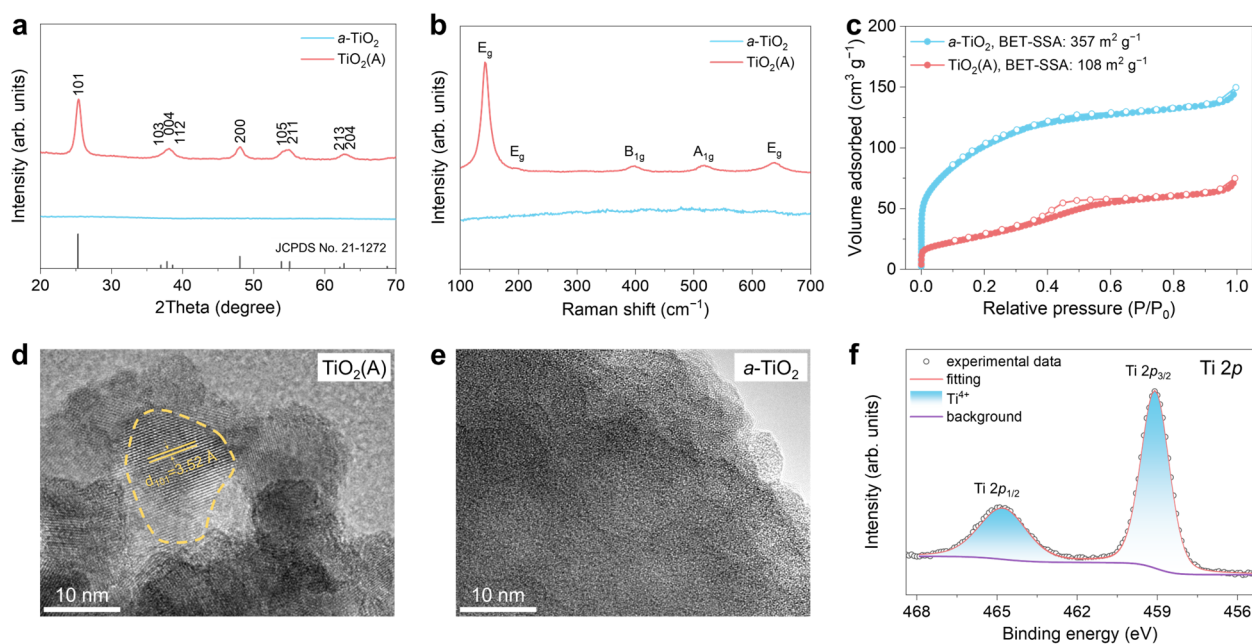 a
a-TiO₂
TiO₂(A)
101
103
004
112
200
105
211
213
204
JCPDS No. 21-1272
Intensity (arb. units)
20 30 40 50 60 70
2Theta (degree)
b
a-TiO₂
TiO₂(A)
E_g
E_g
B₁g
A₁g
E_g
Intensity (arb. units)
100 200 300 400 500 600 700
Raman shift (cm⁻¹)
c
200
150
100
50
0
a-TiO₂, BET-SSA: 357 m² g⁻¹
TiO₂(A), BET-SSA: 108 m² g⁻¹
Volume adsorbed (cm³ g⁻¹)
0.0 0.2 0.4 0.6 0.8 1.0
Relative pressure (P/P₀)
d
TiO₂(A)
d₁₀₁=3.52 Å
10 nm
e
a-TiO₂
10 nm
f
experimental data
fitting
Ti⁴⁺
background
Ti 2p
Ti 2p₃/₂
Ti 2p₁/₂
Intensity (arb. units)
468 465 462 459 456
Binding energy (eV)